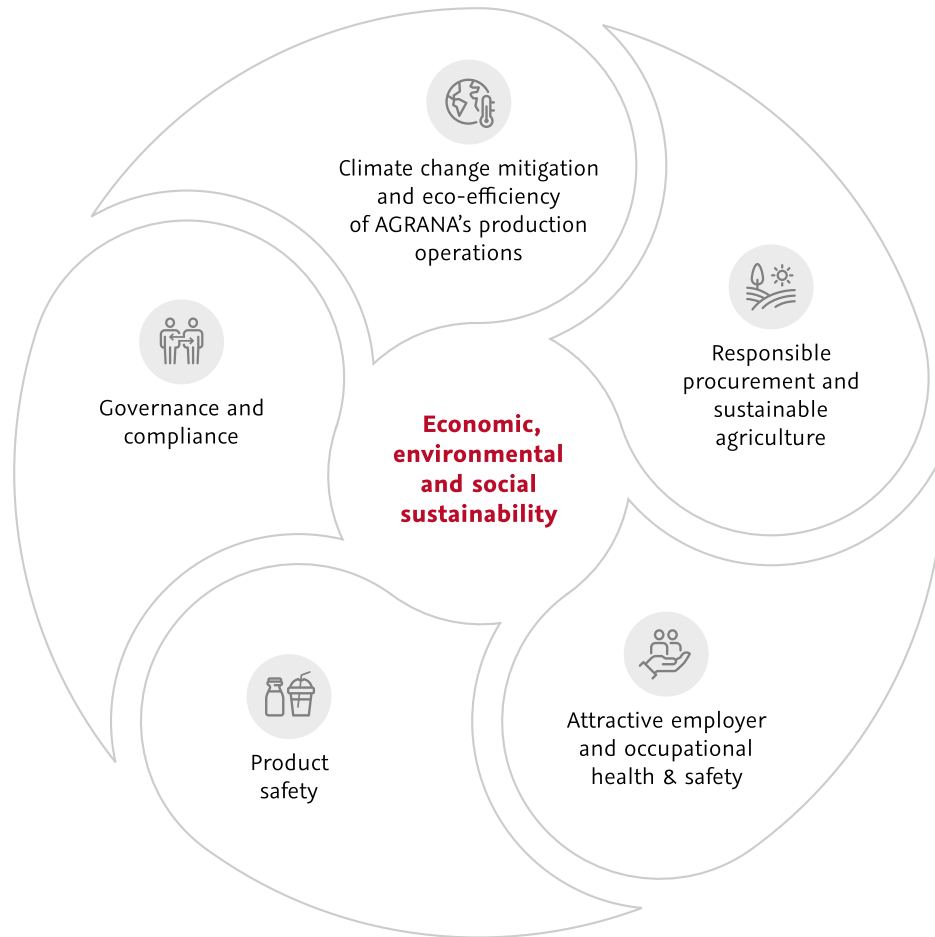 Climate change mitigation
and eco-efficiency
of AGRANA’s production
operations
Responsible
procurement and
sustainable
agriculture
Governance and
compliance
Economic,
environmental
and social
sustainability
Attractive employer
and occupational
health & safety
Product
safety